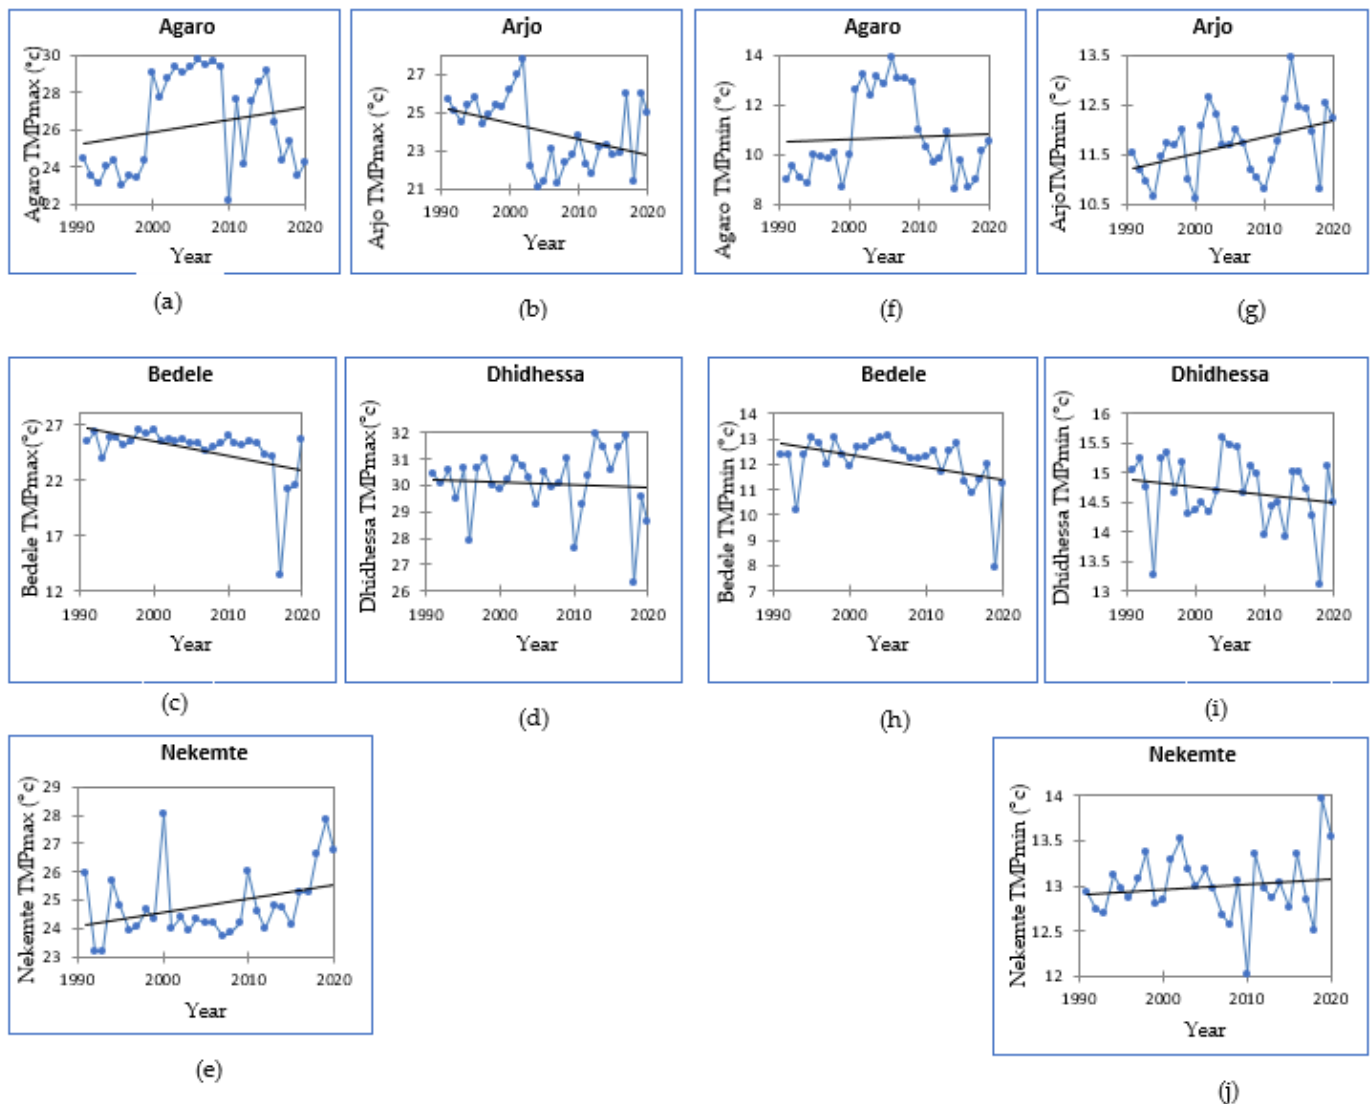 Agaro
Agaro TMPmax (°c)
30
28
26
24
22
1990 2000 2010 2020
Year
(a)
Arjo
Arjo TMPmax (°c)
27
25
23
21
1990 2000 2010 2020
Year
(b)
Agaro
Agaro TMPmin (°c)
14
12
10
8
1990 2000 2010 2020
Year
(f)
Arjo
ArjoTMPmin (°c)
13.5
12.5
11.5
10.5
1990 2000 2010 2020
Year
(g)
Bedele
Bedele TMPmax(°c)
27
22
17
12
1990 2000 2010 2020
Year
(c)
Dhidhessa
Dhidhessa TMPmax(°c)
32
31
30
29
28
27
26
1990 2000 2010 2020
Year
(d)
Bedele
Bedele TMPmin (°c)
14
13
12
11
10
9
8
7
1990 2000 2010 2020
Year
(h)
Dhidhessa
Dhidhessa TMPmin (°c)
16
15.5
15
14.5
14
13.5
13
1990 2000 2010 2020
Year
(i)
Nekemte
Nekemte TMPmax (°c)
29
28
27
26
25
24
23
1990 2000 2010 2020
Year
(e)
Nekemte
Nekemte TMPmin (°c)
14
13.5
13
12.5
12
1990 2000 2010 2020
Year
(j)